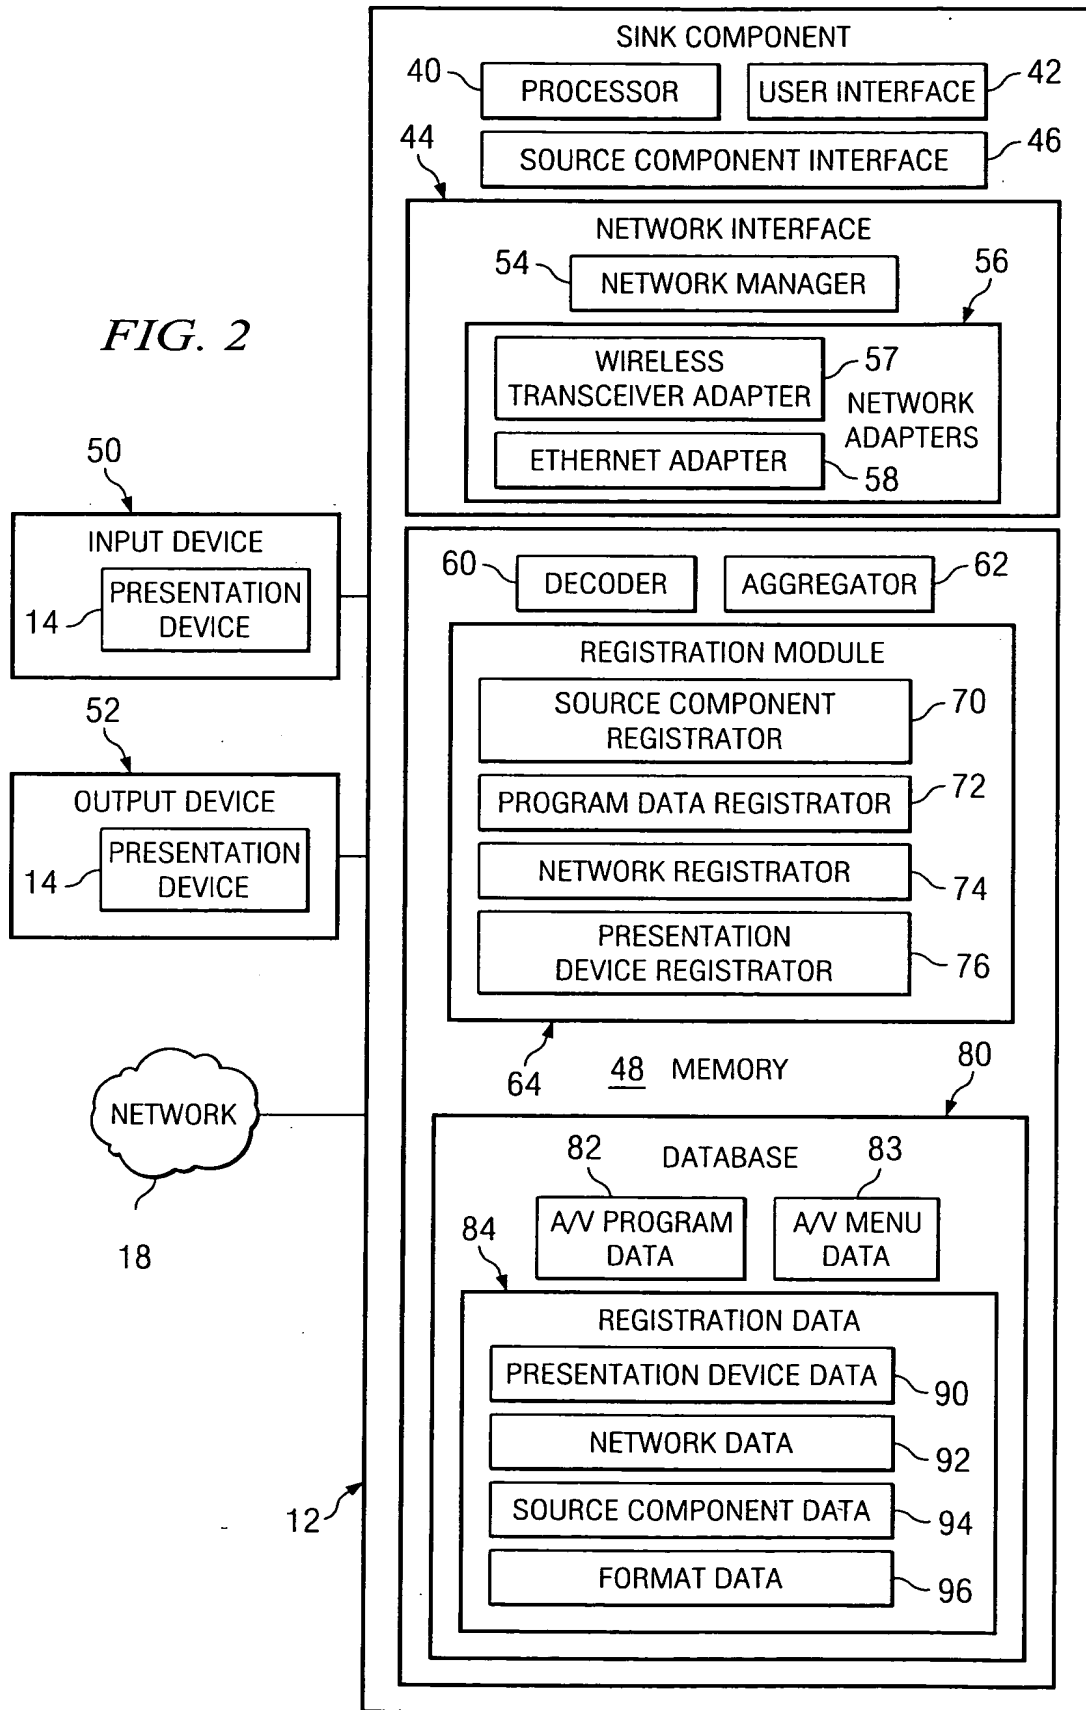 SINK COMPONENT
40
PROCESSOR
USER INTERFACE
42
44
SOURCE COMPONENT INTERFACE
46
NETWORK INTERFACE
54
NETWORK MANAGER
56
FIG. 2
WIRELESS
TRANSCEIVER ADAPTER
57
NETWORK
ADAPTERS
ETHERNET ADAPTER
58
50
INPUT DEVICE
PRESENTATION
DEVICE
14
60
DECODER
AGGREGATOR
62
REGISTRATION MODULE
SOURCE COMPONENT
REGISTRATOR
70
52
OUTPUT DEVICE
PRESENTATION
DEVICE
14
PROGRAM DATA REGISTRATOR
72
NETWORK REGISTRATOR
74
PRESENTATION
DEVICE REGISTRATOR
76
64
48 MEMORY
80
NETWORK
18
DATABASE
82
83
A/V PROGRAM
DATA
A/V MENU
DATA
84
REGISTRATION DATA
PRESENTATION DEVICE DATA
90
NETWORK DATA
92
SOURCE COMPONENT DATA
94
12
FORMAT DATA
96